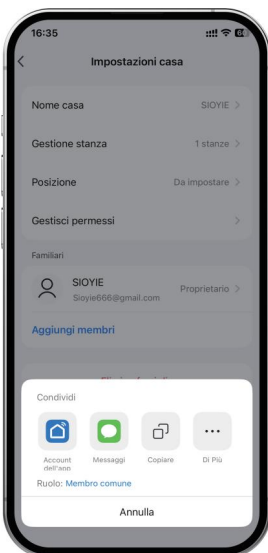 16:35
Impostazioni casa
Nome casa SIOYIE
Gestione stanza 1 stanze
Posizione Da impostare
Gestisci permessi
Familiari
SIOYIE
Sioyie666@gmail.com
Proprietario
Aggiungi membri
Condividi
Account dell'app
Messaggi
Copiare
Di Più
Ruolo: Membro comune
Annulla